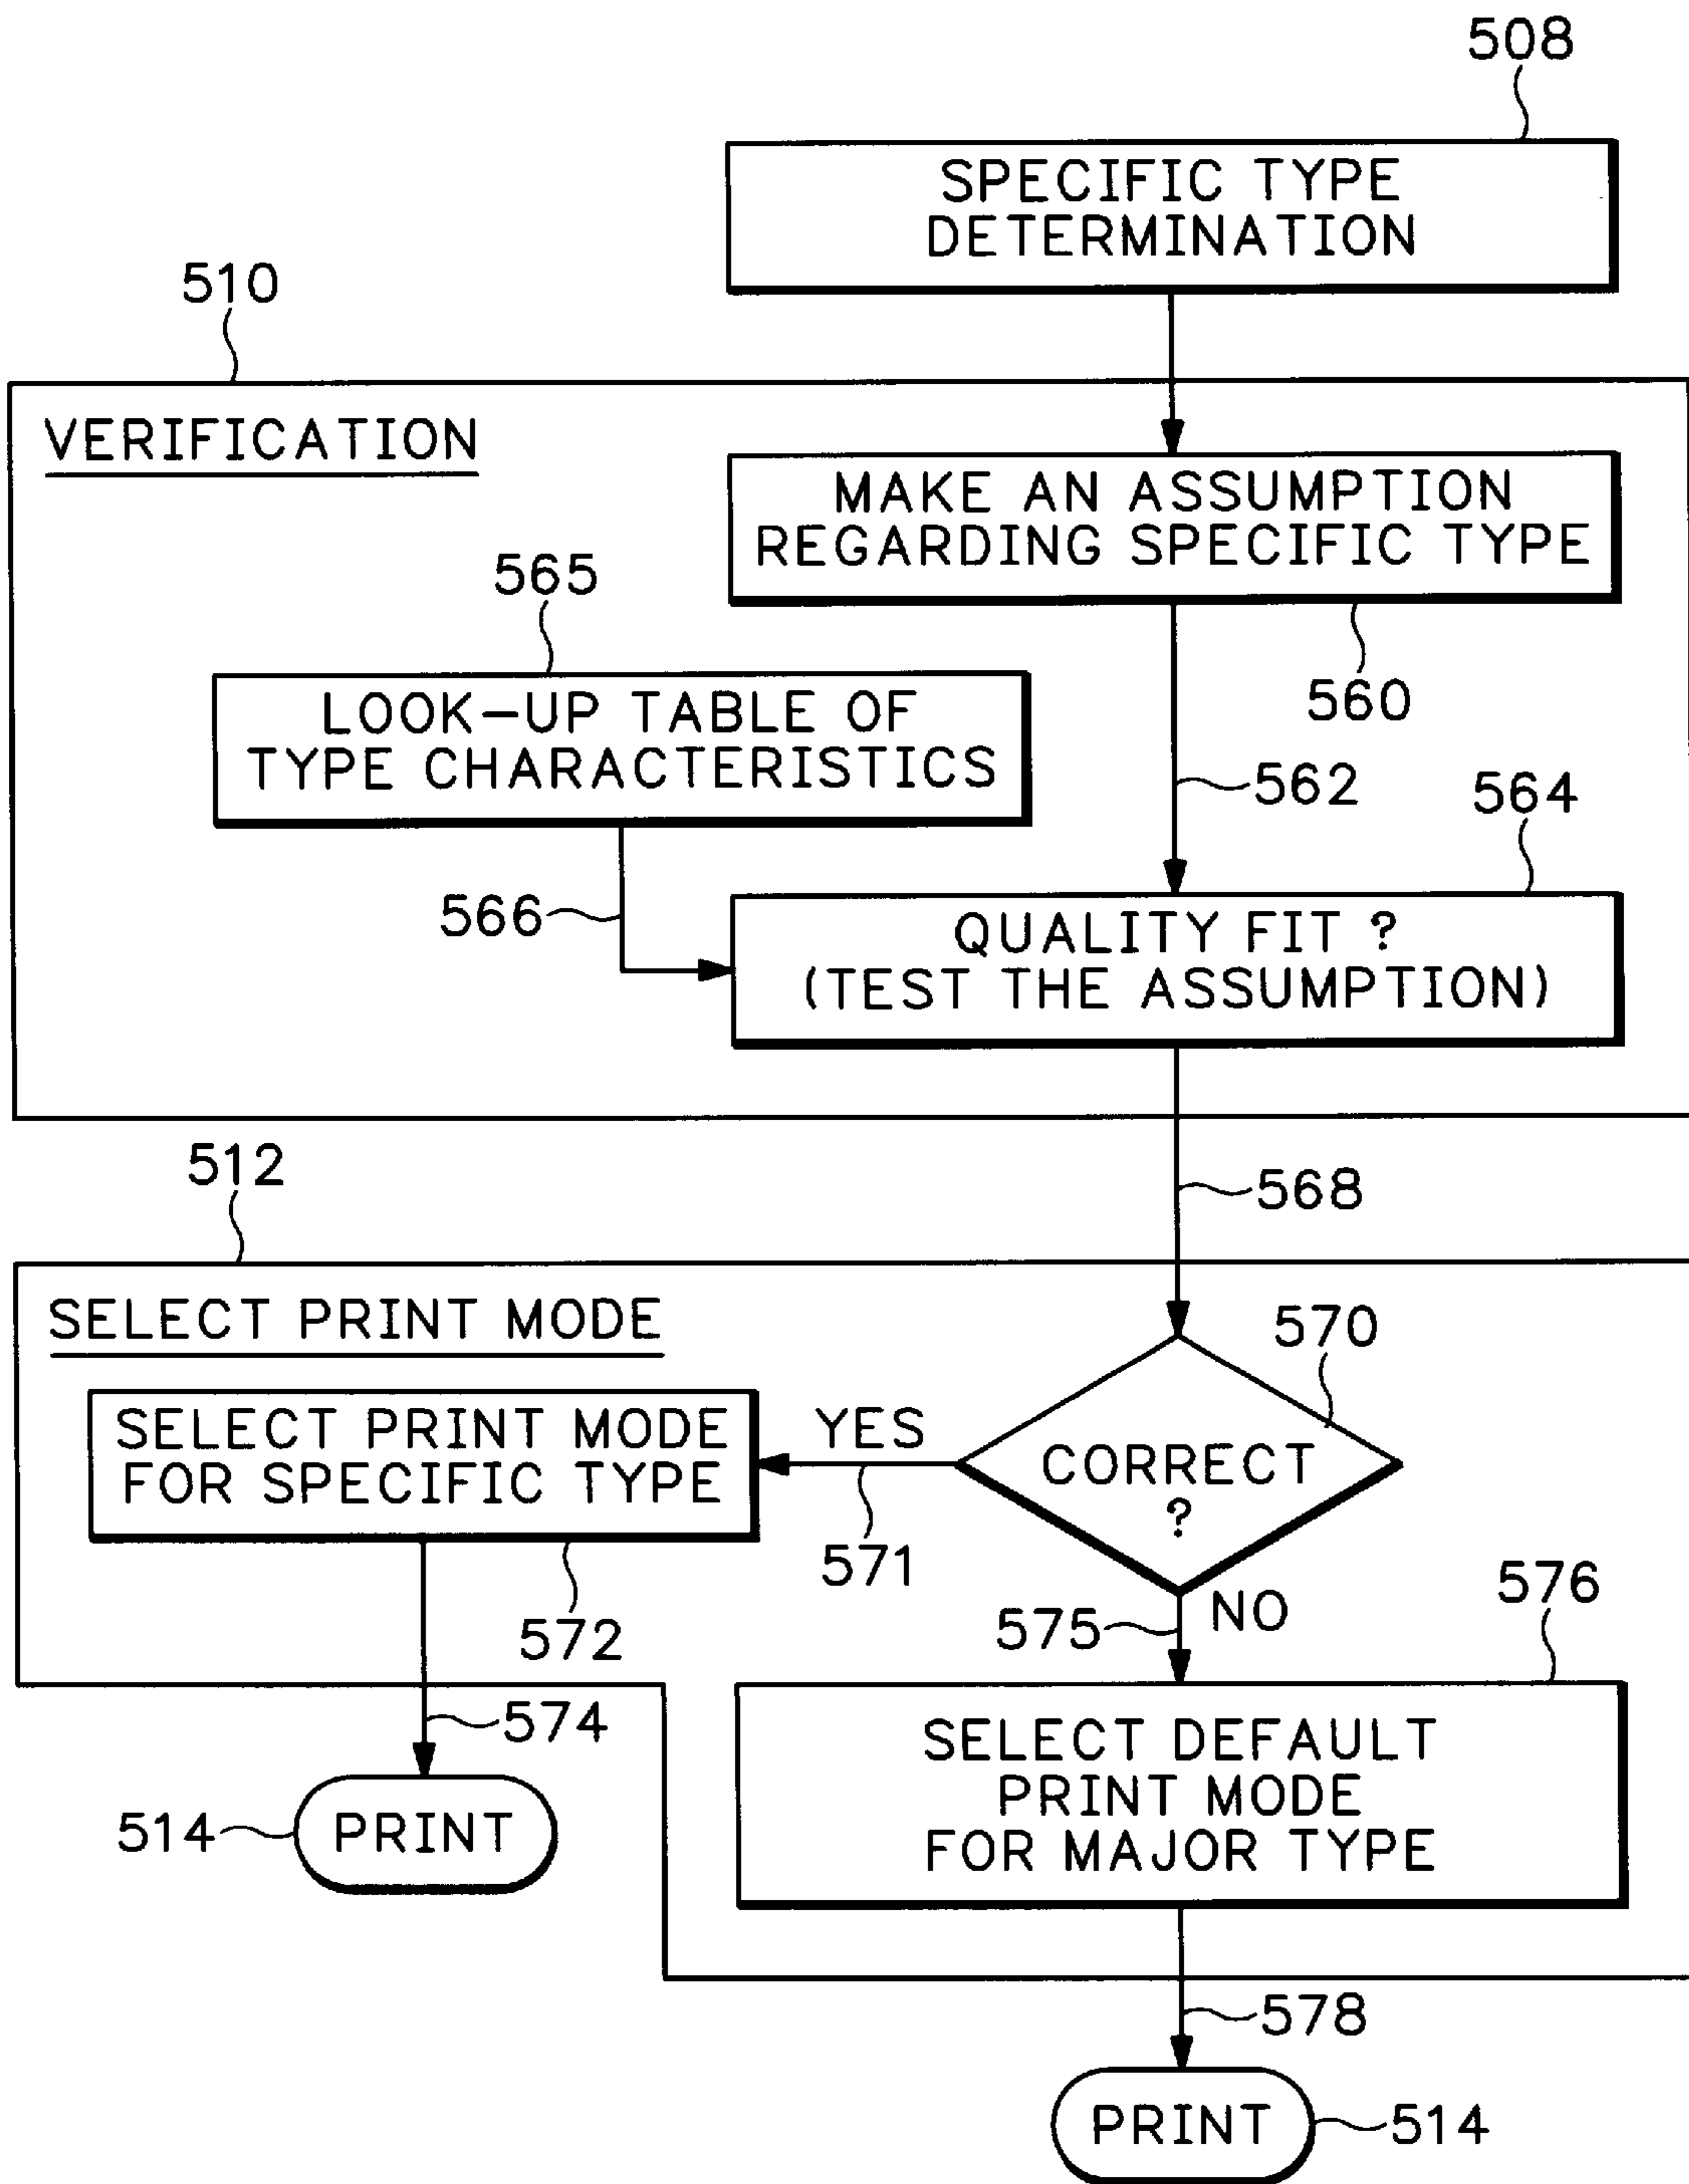 508
SPECIFIC TYPE
DETERMINATION
510
VERIFICATION
MAKE AN ASSUMPTION
REGARDING SPECIFIC TYPE
565
560
LOOK-UP TABLE OF
TYPE CHARACTERISTICS
562
564
566
QUALITY FIT ?
(TEST THE ASSUMPTION)
512
568
SELECT PRINT MODE
570
SELECT PRINT MODE
FOR SPECIFIC TYPE
YES
CORRECT
?
571
572
575
NO
576
574
SELECT DEFAULT
PRINT MODE
FOR MAJOR TYPE
514
PRINT
578
PRINT
514